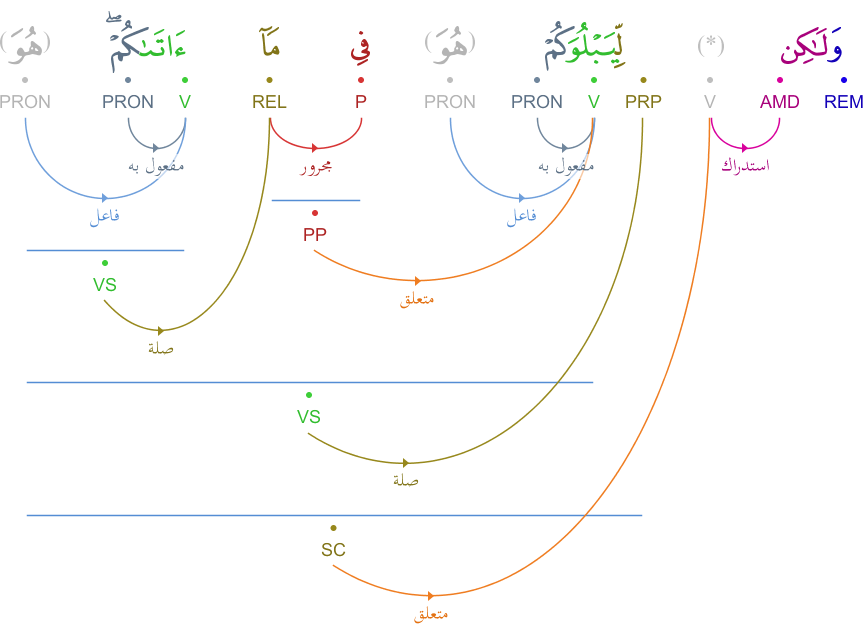 وَلَـٰكِن (*) لِّيَبْلُوَكُمْ (هُوَ) فِى مَآ ءَاتَىٰكُمْ ۖ (هُوَ)
REM AMD V PRP V PRON PRON P REL V PRON PRON
استدراك مفعول به مجرور مفعول به
فاعل فاعل
PP
VS
متعلق
صلة
VS
صلة
SC
متعلق